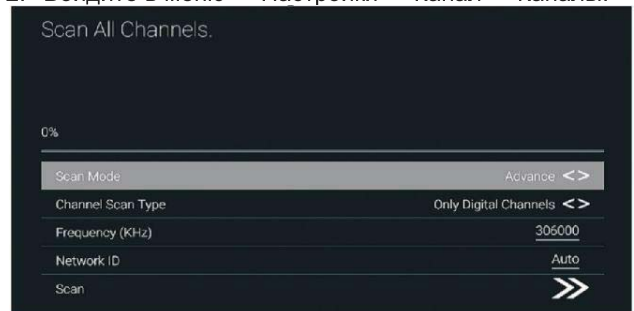 Scan All Channels.
0%
Scan Mode Advance <>
Channel Scan Type Only Digital Channels <>
Frequency (KHz) 306000
Network ID Auto
Scan >>